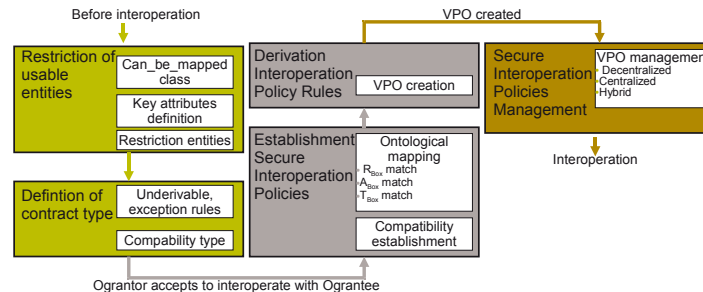 Before interoperation
VPO created
Restriction of
usable
entities
Can_be_mapped
class
Key attributes
definition
Restriction entities
Derivation
Interoperation
Policy Rules
VPO creation
Secure
Interoperation
Policies
Management
VPO management
Decentralized
Centralized
Hybrid
Interoperation
Establishment
Secure
Interoperation
Policies
Ontological
mapping
RBox match
ABox match
TBox match
Compatibility
establishment
Defintion of
contract type
Underivable,
exception rules
Compability type
Ograntor accepts to interoperate with Ograntee